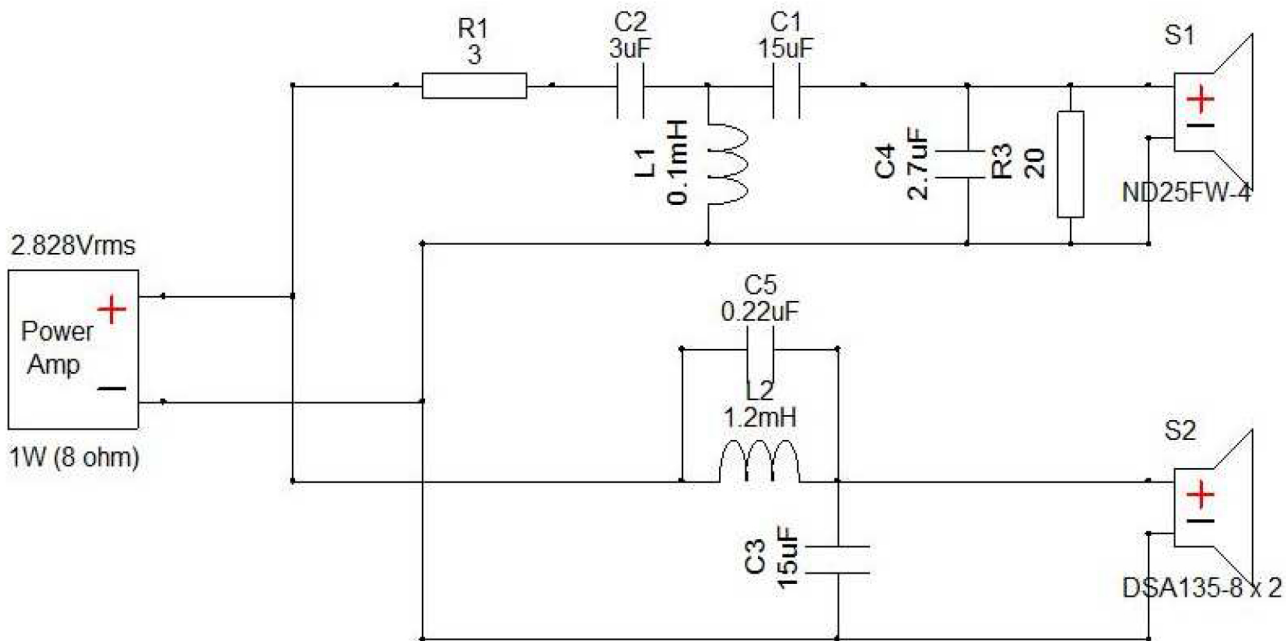 R1
3
C2
3uF
C1
15uF
S1
+
−
L1
0.1mH
C4
2.7uF
R3
20
ND25FW-4
2.828Vrms
Power
Amp
+
−
1W (8 ohm)
C5
0.22uF
L2
1.2mH
C3
15uF
S2
+
−
DSA135-8 x 2